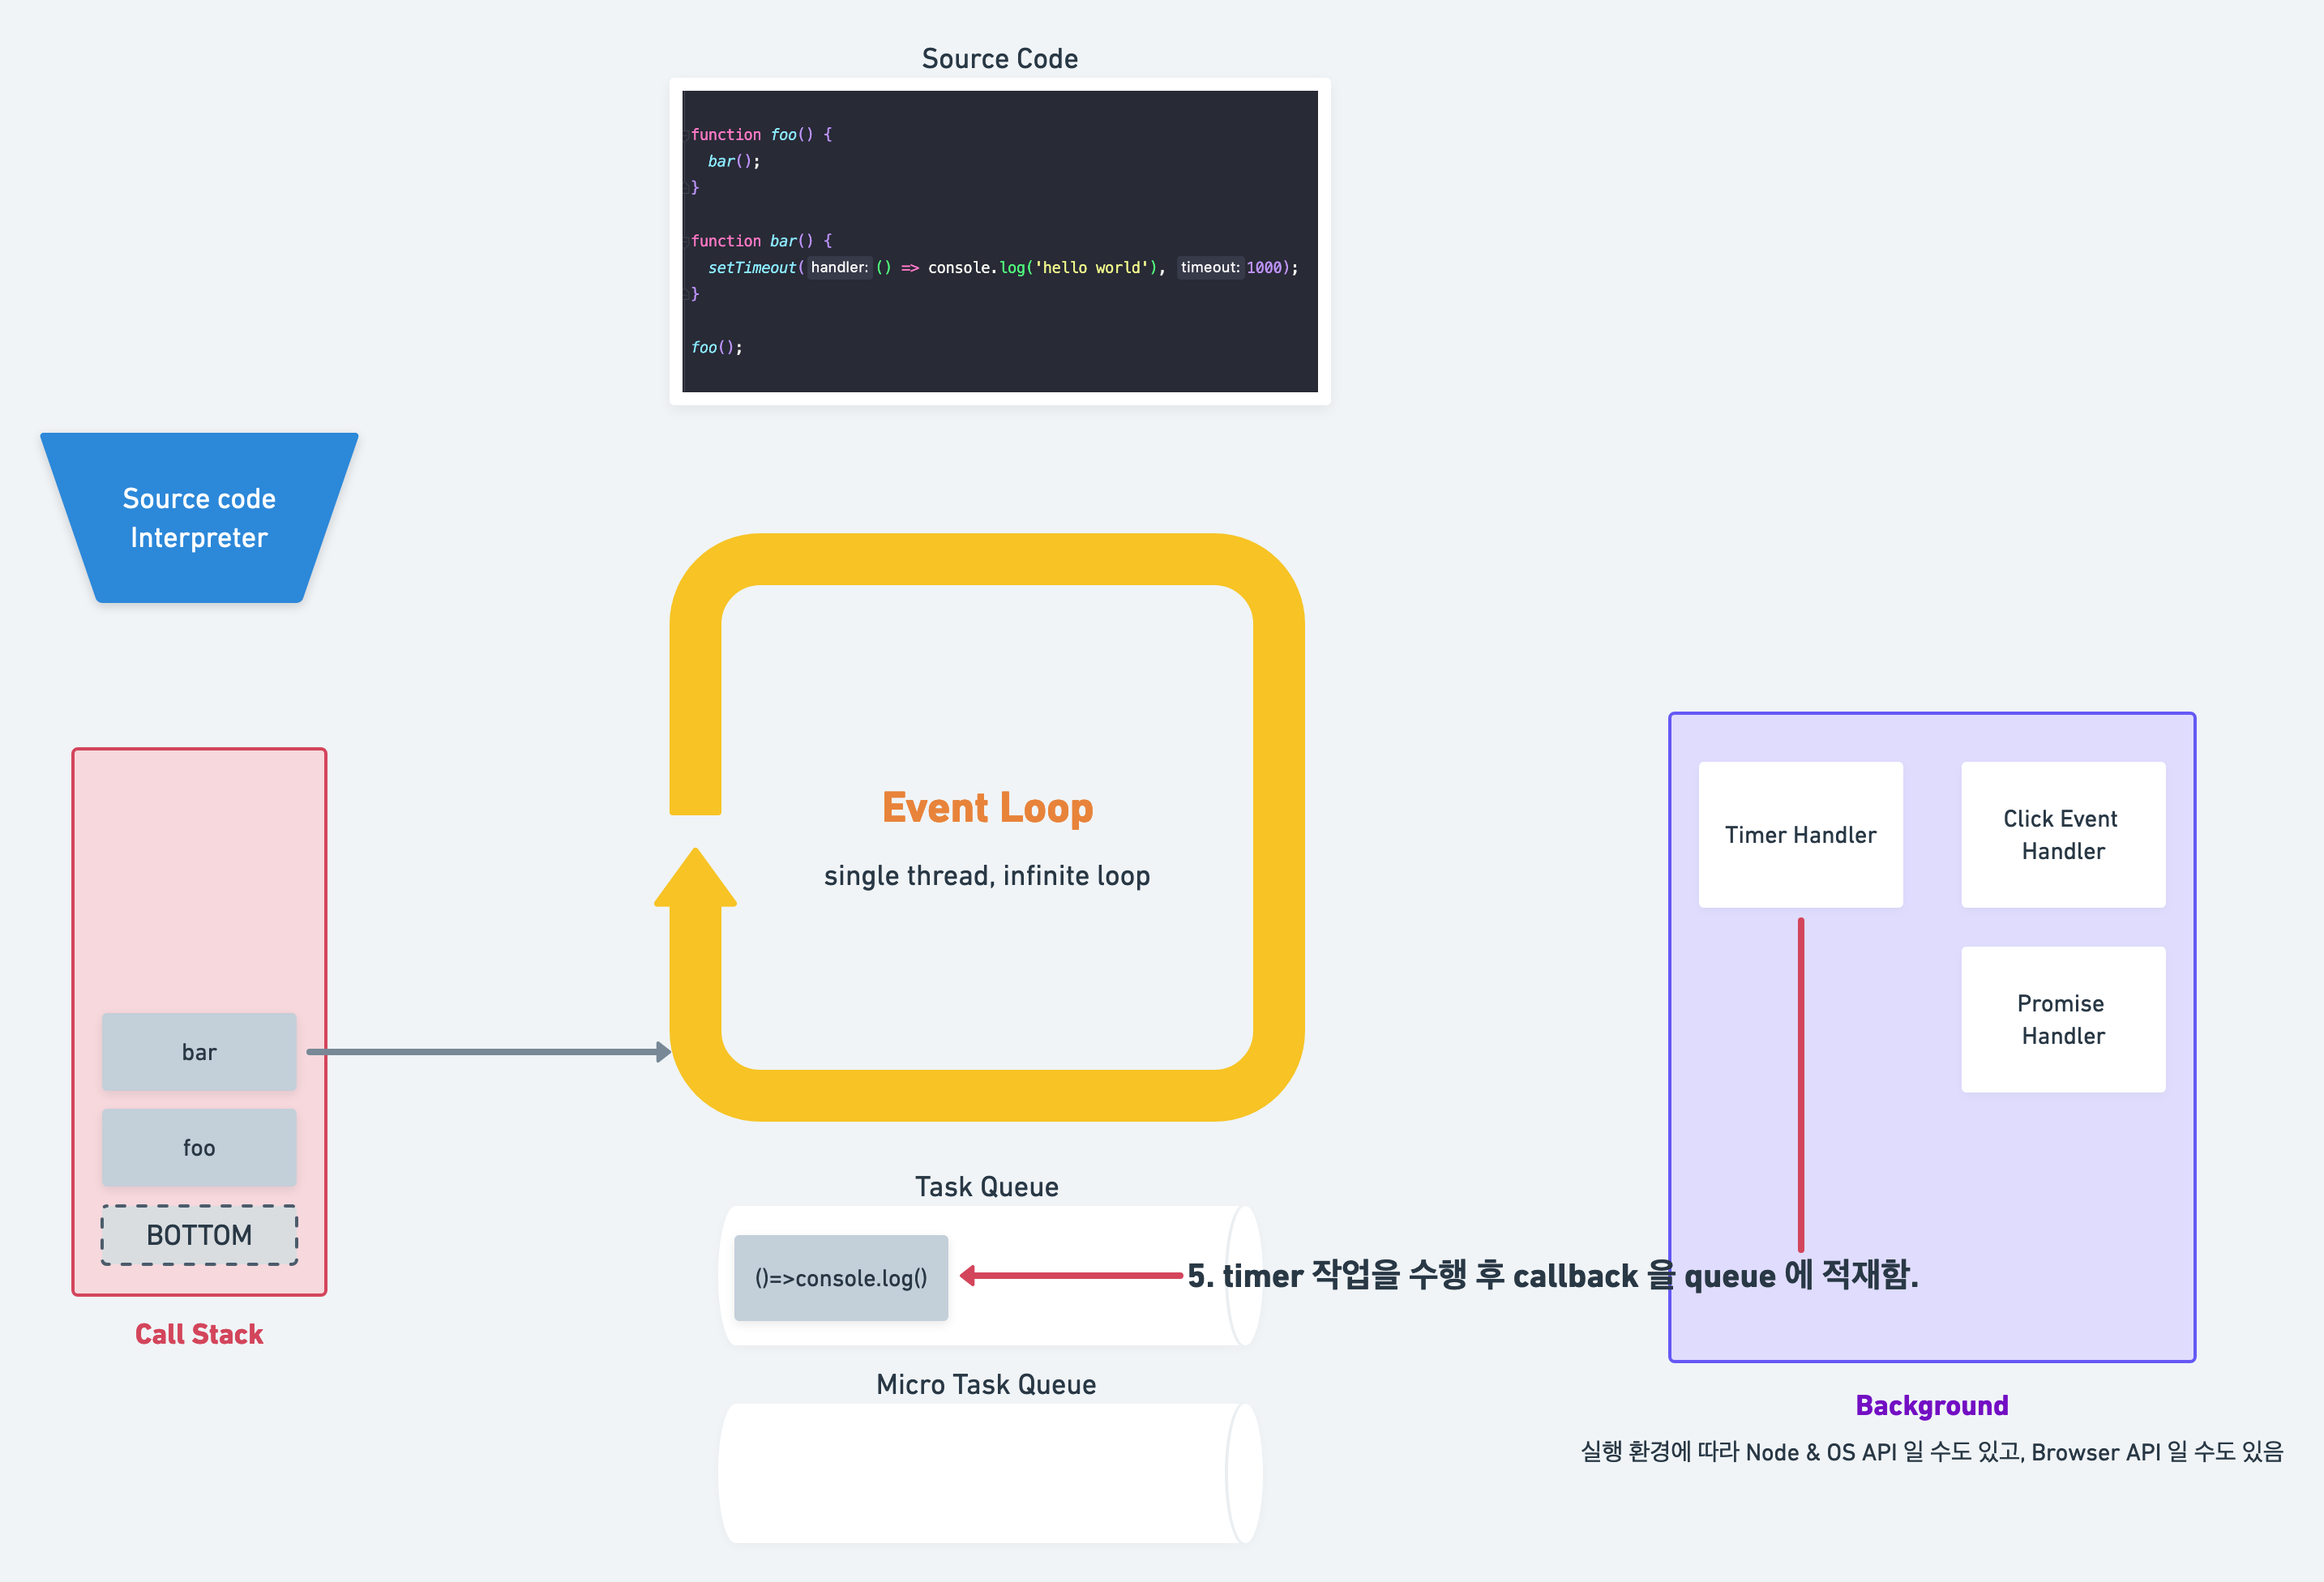 Source Code
function foo() {
bar();
}
function bar() {
setTimeout( handler: () => console.log('hello world'), timeout: 1000);
}
foo();
Source code
Interpreter
Event Loop
single thread, infinite loop
Timer Handler
Click Event
Handler
Promise
Handler
bar
foo
BOTTOM
Call Stack
Task Queue
()=>console.log()
5. timer 작업을 수행 후 callback 을 queue 에 적재함.
Micro Task Queue
Background
실행 환경에 따라 Node & OS API 일 수도 있고, Browser API 일 수도 있음